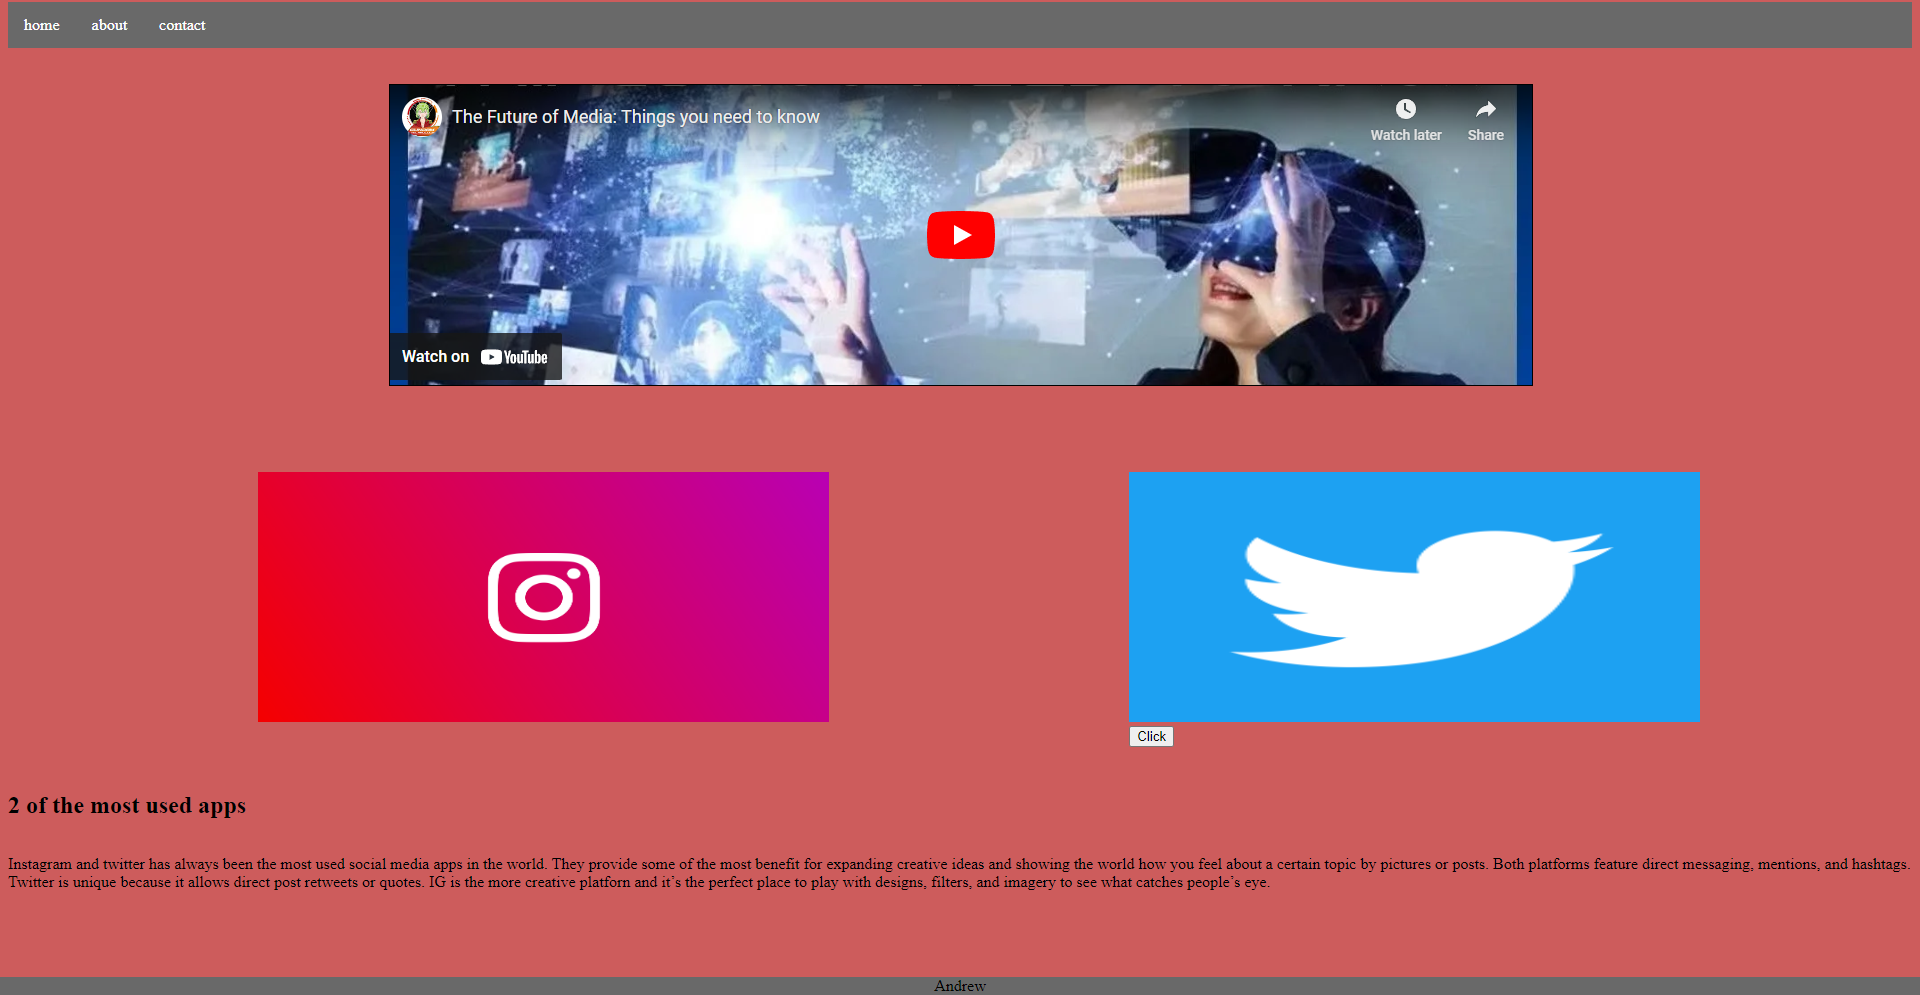 home about contact
The Future of Media: Things you need to know
Watch later Share
Watch on YouTube
Click
2 of the most used apps
Instagram and twitter has always been the most used social media apps in the world. They provide some of the most benefit for expanding creative ideas and showing the world how you feel about a certain topic by pictures or posts. Both platforms feature direct messaging, mentions, and hashtags.
Twitter is unique because it allows direct post retweets or quotes. IG is the more creative platforn and it’s the perfect place to play with designs, filters, and imagery to see what catches people’s eye.
Andrew